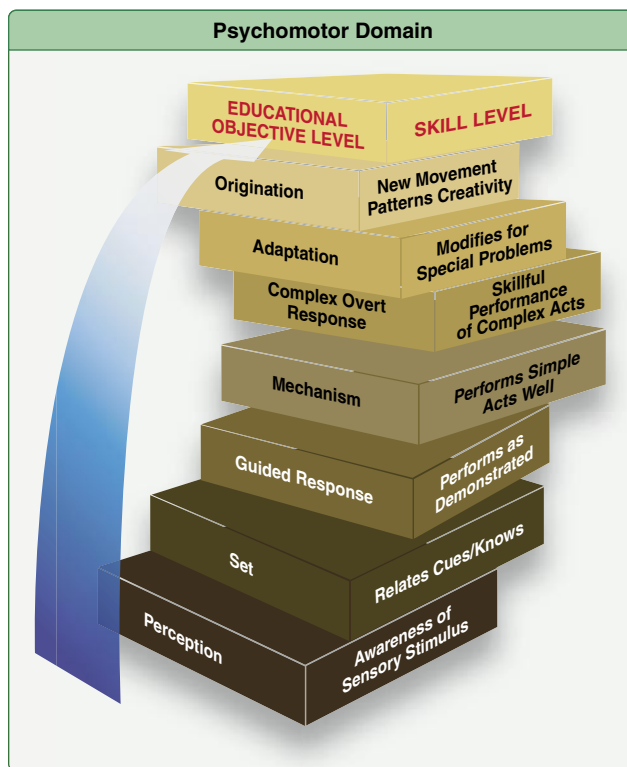 Psychomotor Domain
EDUCATIONAL
OBJECTIVE LEVEL
SKILL LEVEL
Origination
New Movement
Patterns Creativity
Adaptation
Modifies for
Special Problems
Complex Overt
Response
Skillful
Performance
of Complex Acts
Mechanism
Performs Simple
Acts Well
Guided Response
Performs as
Demonstrated
Set
Relates Cues/Knows
Perception
Awareness of
Sensory Stimulus